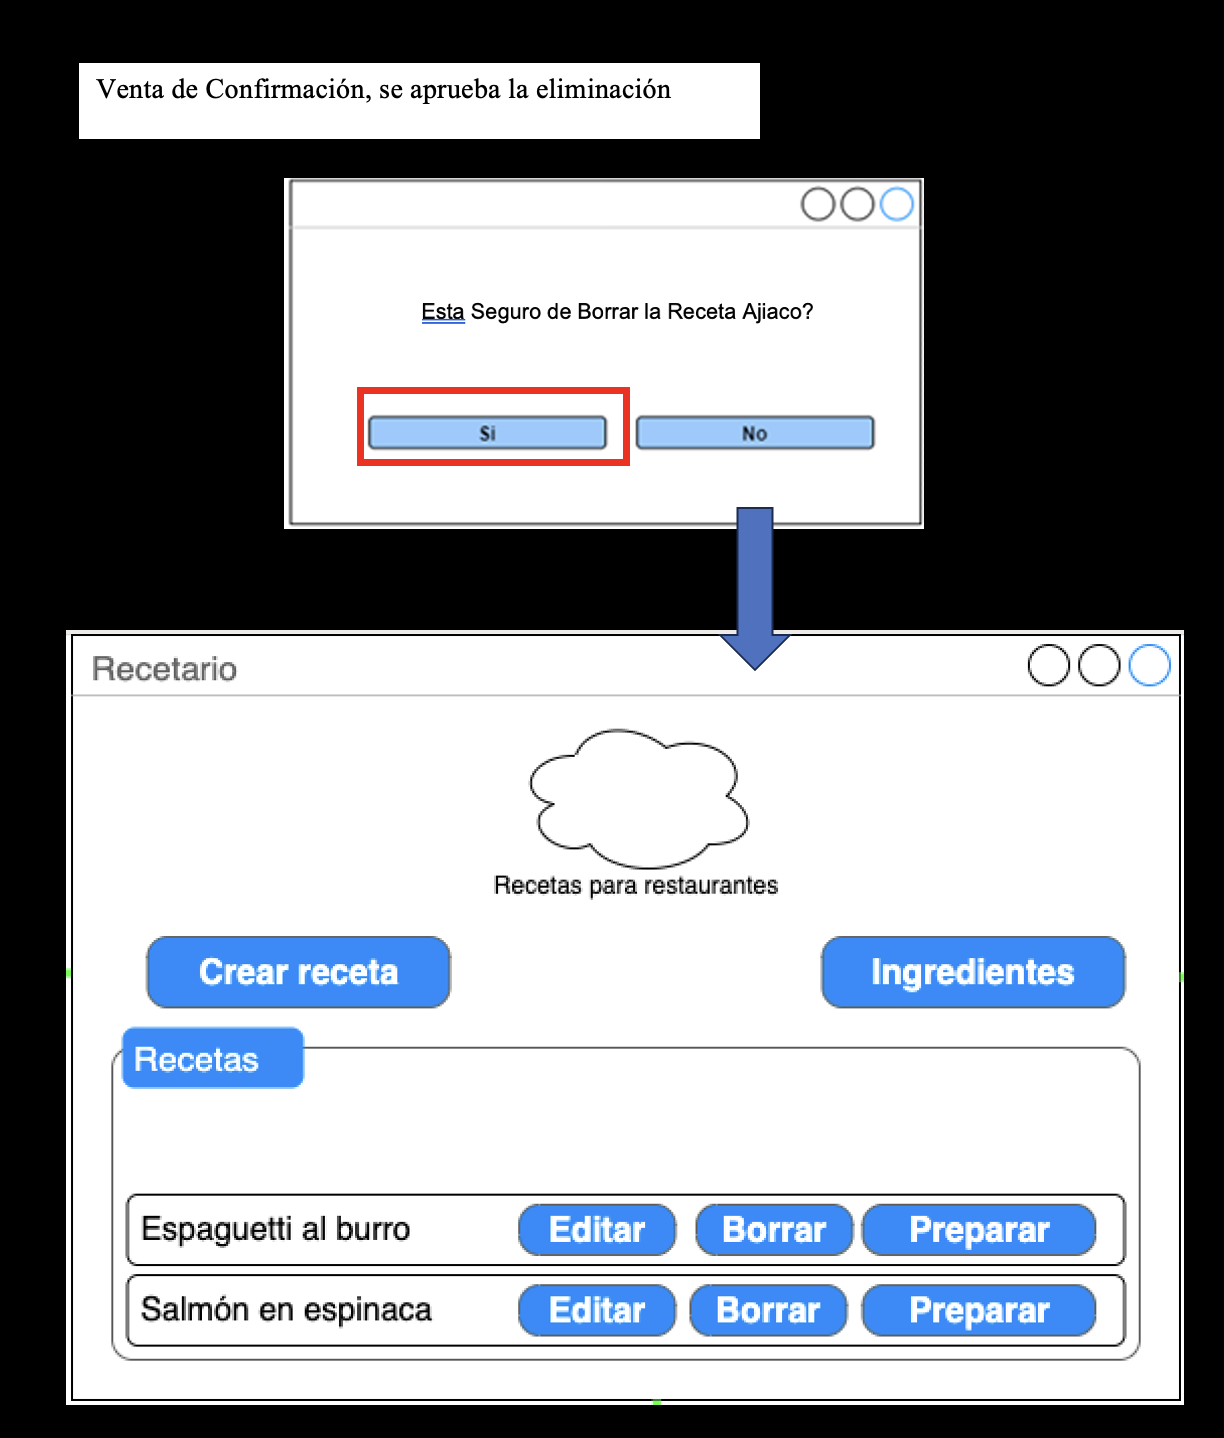 Venta de Confirmación, se aprueba la eliminación
Esta Seguro de Borrar la Receta Ajiaco?
Si No
Recetario
Recetas para restaurantes
Crear receta Ingredientes
Recetas
Espaguetti al burro Editar Borrar Preparar
Salmón en espinaca Editar Borrar Preparar